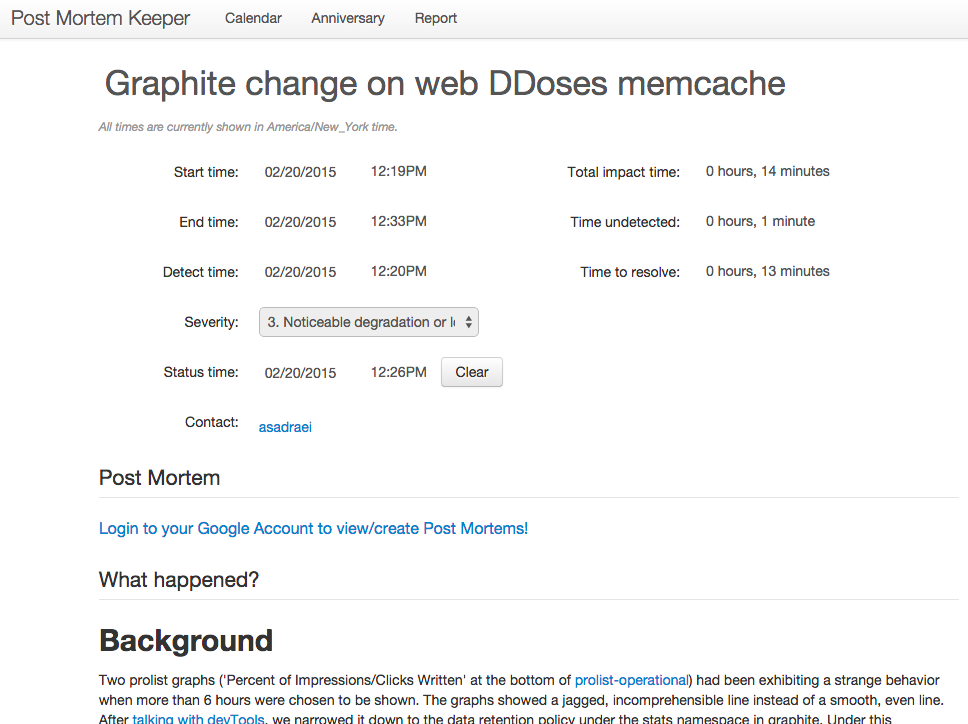 Post Mortem Keeper Calendar Anniversary Report
Graphite change on web DDoses memcache
All times are currently shown in America/New_York time.
Start time: 02/20/2015 12:19PM Total impact time: 0 hours, 14 minutes
End time: 02/20/2015 12:33PM Time undetected: 0 hours, 1 minute
Detect time: 02/20/2015 12:20PM Time to resolve: 0 hours, 13 minutes
Severity: 3. Noticeable degradation or
Status time: 02/20/2015 12:26PM Clear
Contact: asadraei
Post Mortem
Login to your Google Account to view/create Post Mortems!
What happened?
Background
Two prolist graphs ('Percent of Impressions/Clicks Written' at the bottom of prolist-operational) had been exhibiting a strange behavior
when more than 6 hours were chosen to be shown. The graphs showed a jagged, incomprehensible line instead of a smooth, even line.
After talking with devTools, we narrowed it down to the data retention policy under the stats namespace in graphite. Under this